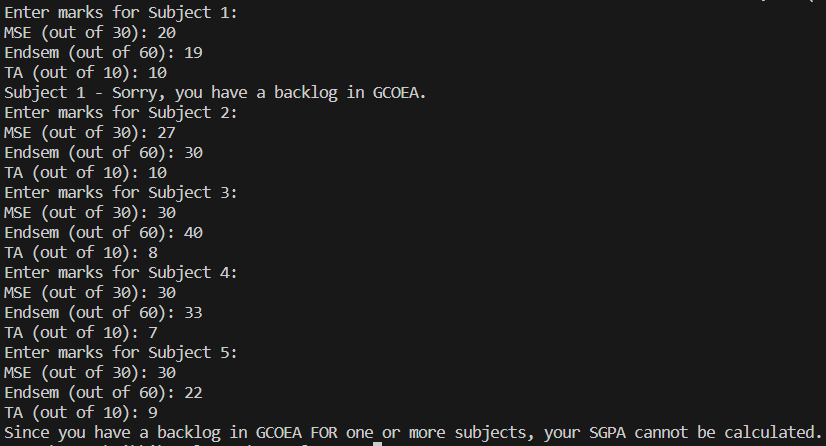 Enter marks for Subject 1:
MSE (out of 30): 20
Endsem (out of 60): 19
TA (out of 10): 10
Subject 1 - Sorry, you have a backlog in GCOEA.
Enter marks for Subject 2:
MSE (out of 30): 27
Endsem (out of 60): 30
TA (out of 10): 10
Enter marks for Subject 3:
MSE (out of 30): 30
Endsem (out of 60): 40
TA (out of 10): 8
Enter marks for Subject 4:
MSE (out of 30): 30
Endsem (out of 60): 33
TA (out of 10): 7
Enter marks for Subject 5:
MSE (out of 30): 30
Endsem (out of 60): 22
TA (out of 10): 9
Since you have a backlog in GCOEA FOR one or more subjects, your SGPA cannot be calculated.